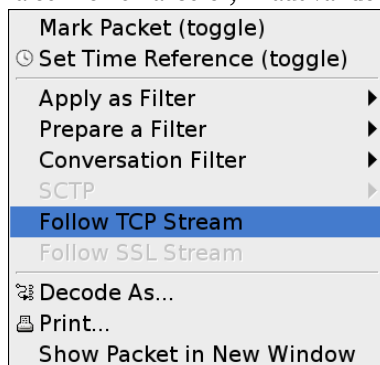 Mark Packet (toggle)
Set Time Reference (toggle)
Apply as Filter
Prepare a Filter
Conversation Filter
SCTP
Follow TCP Stream
Follow SSL Stream
Decode As...
Print...
Show Packet in New Window